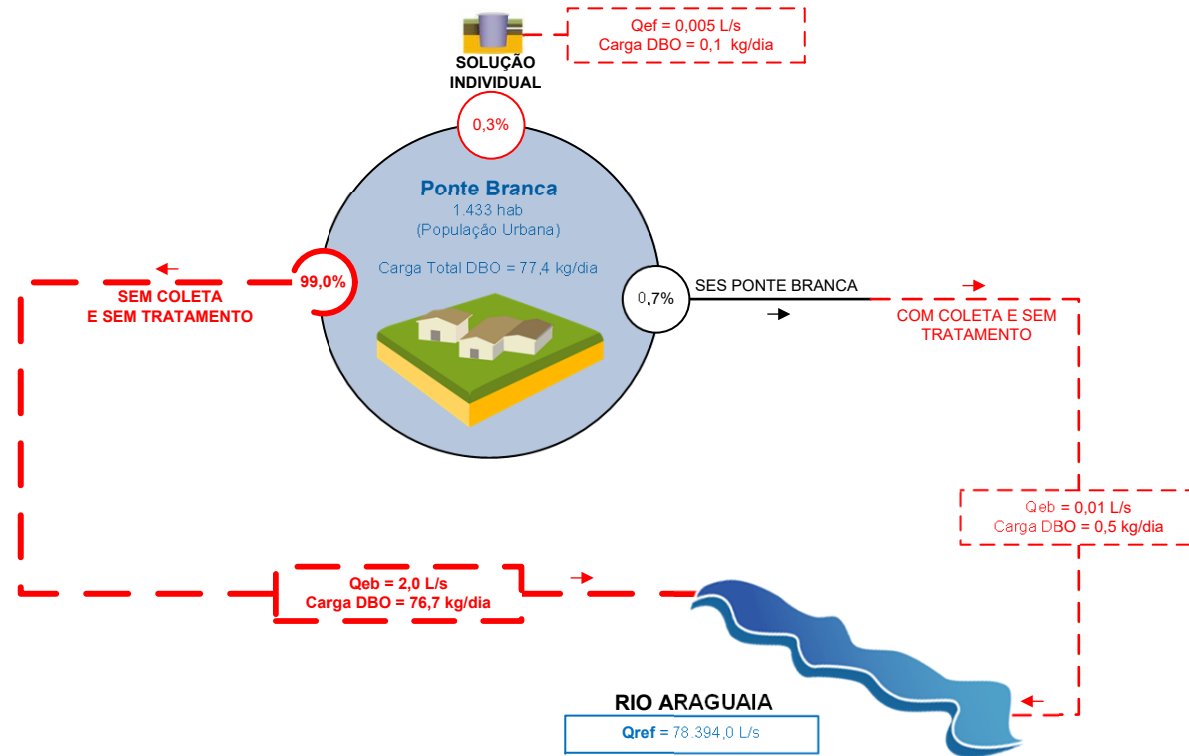 Qef = 0,005 L/s
Carga DBO = 0,1 kg/dia
SOLUÇÃO
INDIVIDUAL
0,3%
Ponte Branca
1.433 hab
(População Urbana)
Carga Total DBO = 77,4 kg/dia
99,0%
SEM COLETA
E SEM TRATAMENTO
0,7%
SES PONTE BRANCA
COM COLETA E SEM
TRATAMENTO
Qeb = 0,01 L/s
Carga DBO = 0,5 kg/dia
Qeb = 2,0 L/s
Carga DBO = 76,7 kg/dia
RIO ARAGUAIA
Qref = 78.394,0 L/s